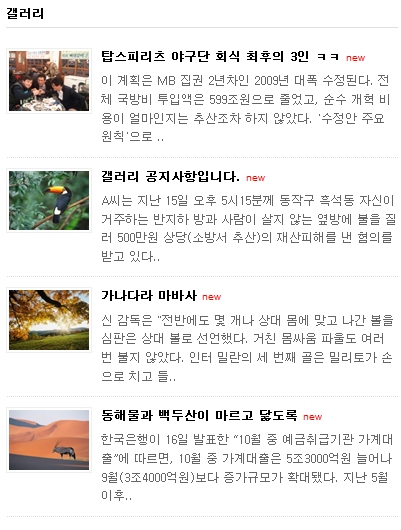 갤러리
탑스피리츠 야구단 회식 최후의 3인 ㅋㅋ new
이 계획은 MB 집권 2년차인 2009년 대폭 수정된다. 전
체 국방비 투입액은 599조원으로 줄었고, 순수 개혁 비
용이 얼마인지는 추산조차 하지 않았다. '수정안 주요
원칙'으로 ..
갤러리 공지사항입니다. new
A씨는 지난 15일 오후 5시15분께 동작구 흑석동 자신이
거주하는 반지하 방과 사람이 살지 않는 옆방에 불을 질
러 500만원 상당(소방서 추산)의 재산피해를 낸 혐의를
받고 있다..
가나다라 마바사 new
신 감독은 "전반에도 몇 개나 상대 몸에 맞고 나간 볼을
심판은 상대 볼로 선언했다. 거친 몸싸움 파울도 여러
번 불지 않았다. 인터 밀란의 세 번째 골은 밀리토가 손
으로 치고 들..
동해물과 백두산이 마르고 닳도록 new
한국은행이 16일 발표한 "10월 중 예금취급기관 가계대
출"에 따르면, 10월 중 가계대출은 5조3000억원 늘어나
9월(3조4000억원)보다 증가규모가 확대됐다. 지난 5월
이후..